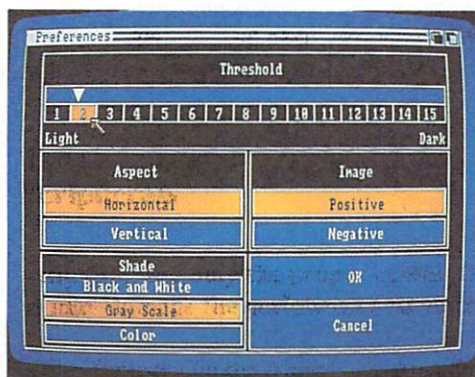 Preferences
Threshold
1 2 3 4 5 6 7 8 9 10 11 12 13 14 15
Light Dark
Aspect
Horizontal
Vertical
Image
Positive
Negative
Shade
Black and White
Gray Scale
Color
OK
Cancel